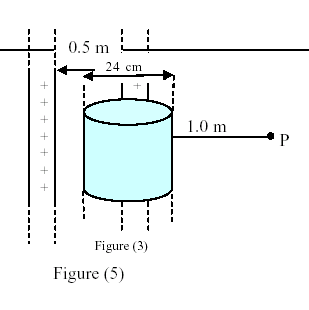 0.5 m
24 cm
+
+
+
+
+
+
+
+
+
1.0 m
P
Figure (3)
Figure (5)